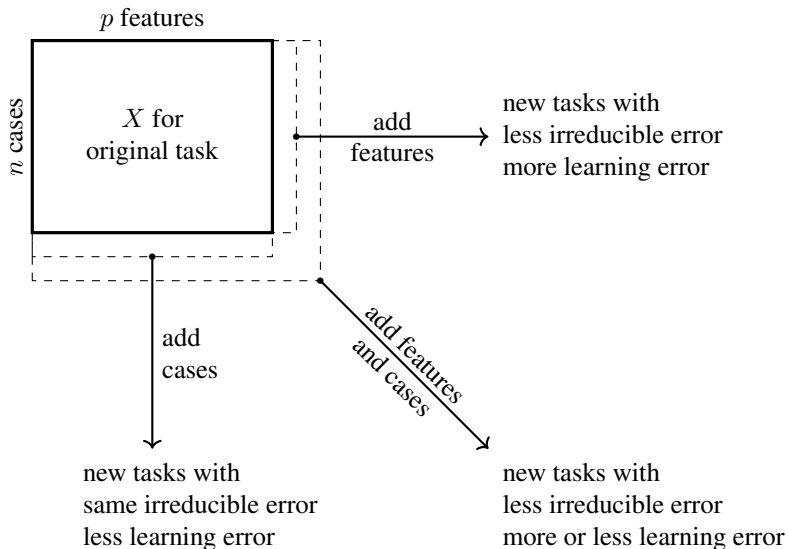 p features
n cases
X for
original task
add
features
new tasks with
less irreducible error
more learning error
add
cases
add features
and cases
new tasks with
same irreducible error
less learning error
new tasks with
less irreducible error
more or less learning error